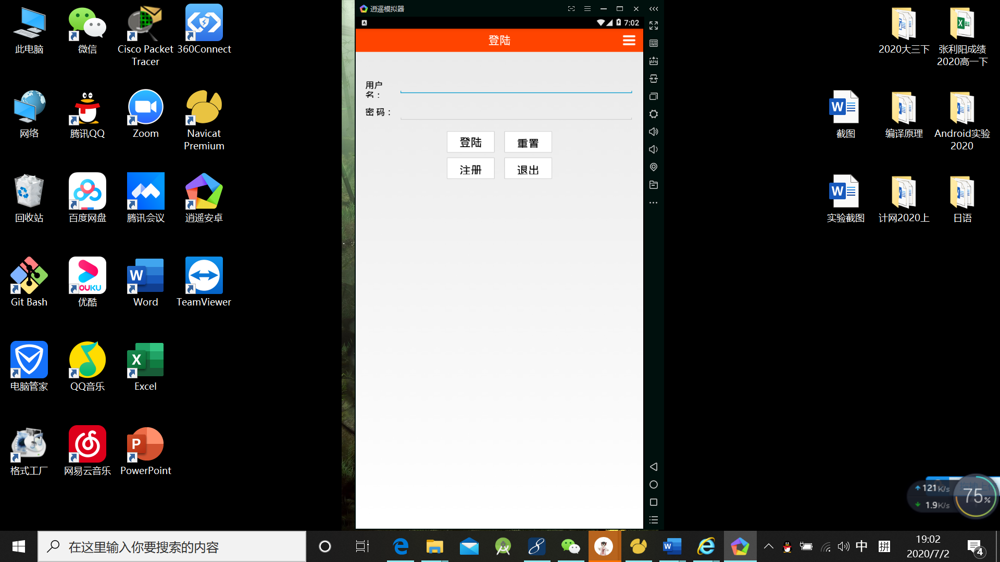 此电脑
微信
Cisco Packet
Tracer
360Connect
网络
腾讯QQ
Zoom
Navicat
Premium
回收站
百度网盘
腾讯会议
逍遥安卓
Git Bash
YOUKU
优酷
W
Word
TeamViewer
电脑管家
QQ音乐
X
Excel
格式工厂
网易云音乐
P
PowerPoint
逍遥模拟器
A
7:02
登陆
用户
名：
密 码：
登陆
重置
注册
退出
APK
2020大三下
张利阳成绩
2020高一下
W
截图
编译原理
Android实验
2020
W
实验截图
计网2020上
日语
121K/s
1.9K/s
75%
在这里输入你要搜索的内容
中
拼
19:02
2020/7/2
4